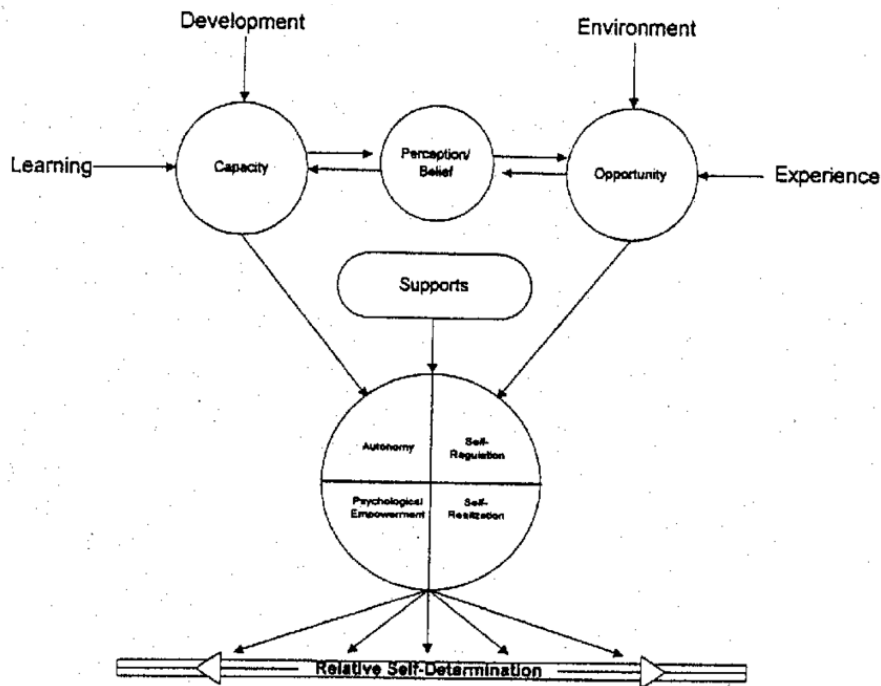 Development
Environment
Learning
Capacity
Perception/
Belief
Opportunity
Experience
Supports
Autonomy
Self-
Regulation
Psychological
Empowerment
Self-
Realization
Relative Self-Determination